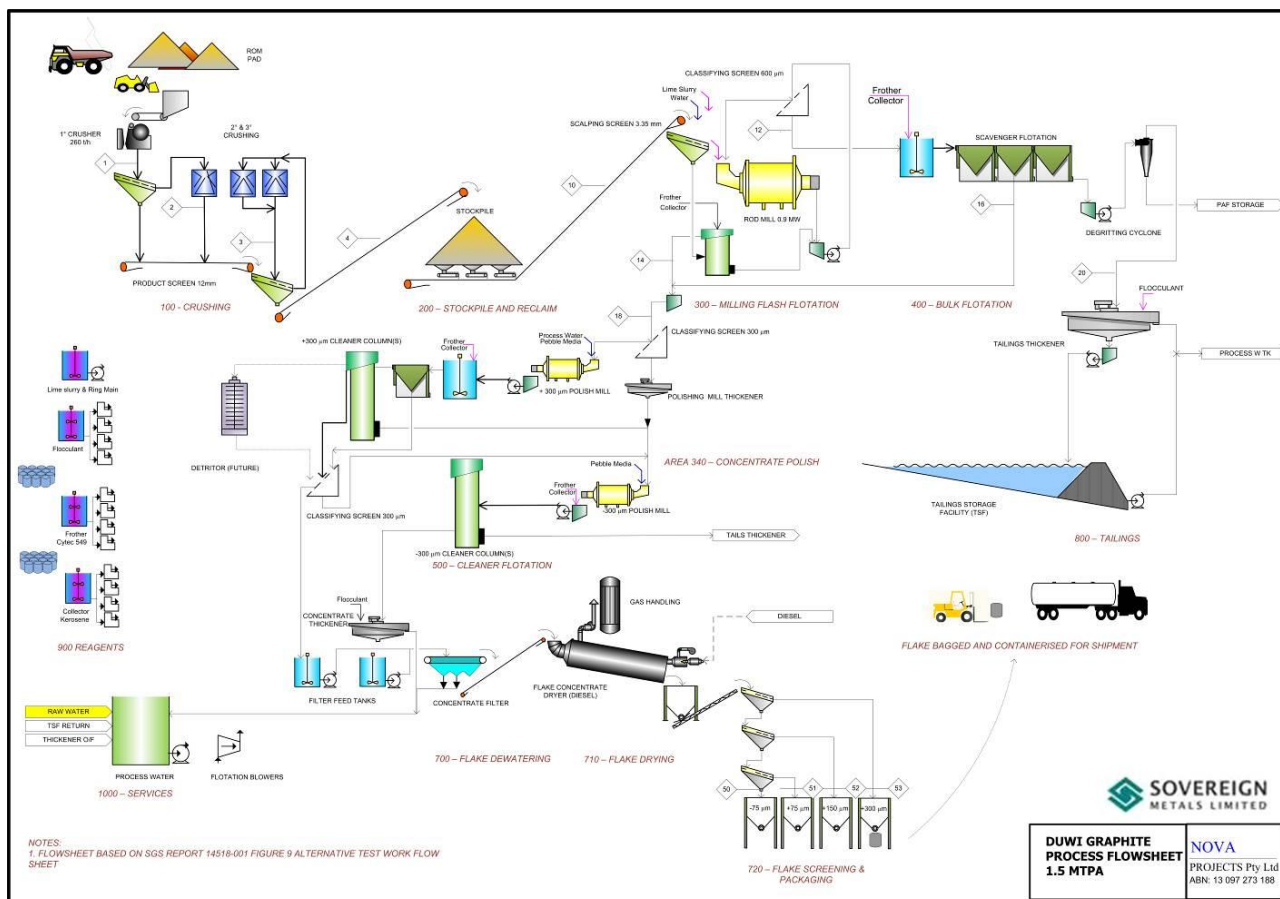 ROM
PAD
1° CRUSHER
260 t/h
2° & 3°
CRUSHING
1
2
3
4
PRODUCT SCREEN 12mm
100 - CRUSHING
STOCKPILE
200 – STOCKPILE AND RECLAIM
10
SCALPING SCREEN 3.35 mm
Lime Slurry
Water
CLASSIFYING SCREEN 600 µm
12
ROD MILL 0.9 MW
Frother
Collector
14
300 – MILLING FLASH FLOTATION
Frother
Collector
SCAVENGER FLOTATION
16
400 – BULK FLOTATION
DEGRITTING CYCLONE
PAF STORAGE
20
FLOCCULANT
TAILINGS THICKENER
PROCESS W TK
18
CLASSIFYING SCREEN 300 µm
+300 µm CLEANER COLUMN(S)
Frother
Collector
Process Water
Pebble Media
+ 300 µm POLISH MILL
POLISHING MILL THICKENER
Lime slurry & Ring Main
Flocculant
Frother
Cytec 549
Collector
Kerosene
900 REAGENTS
DETRITOR (FUTURE)
AREA 340 – CONCENTRATE POLISH
CLASSIFYING SCREEN 300 µm
Pebble Media
Frother
Collector
-300 µm POLISH MILL
-300 µm CLEANER COLUMN(S)
500 – CLEANER FLOTATION
TAILS THICKENER
TAILINGS STORAGE
FACILITY (TSF)
800 – TAILINGS
Flocculant
CONCENTRATE
THICKENER
GAS HANDLING
DIESEL
FILTER FEED TANKS
CONCENTRATE FILTER
FLAKE CONCENTRATE
DRYER (DIESEL)
FLAKE BAGGED AND CONTAINERISED FOR SHIPMENT
RAW WATER
TSF RETURN
THICKENER O/F
PROCESS WATER
FLOTATION BLOWERS
1000 – SERVICES
700 – FLAKE DEWATERING
710 – FLAKE DRYING
50
51
52
53
-75 µm
+75 µm
+150 µm
+300 µm
720 – FLAKE SCREENING &
PACKAGING
NOTES:
1. FLOWSHEET BASED ON SGS REPORT 14518-001 FIGURE 9 ALTERNATIVE TEST WORK FLOW
SHEET
SOVEREIGN
METALS LIMITED
DUWI GRAPHITE
PROCESS FLOWSHEET
1.5 MTPA
NOVA
PROJECTS Pty Ltd
ABN: 13 097 273 188